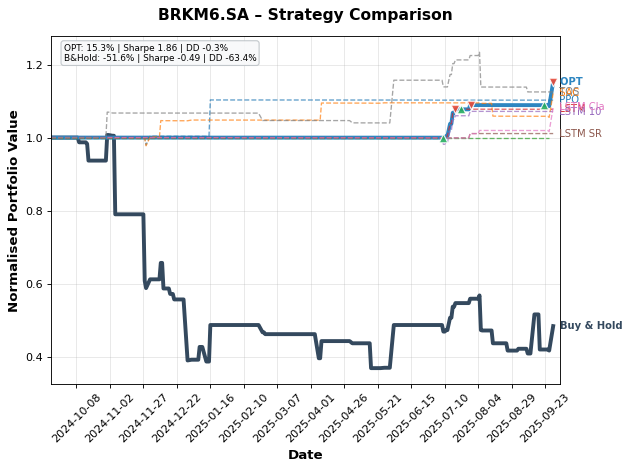 BRKM6.SA – Strategy Comparison
OPT: 15.3% | Sharpe 1.86 | DD -0.3%
B&Hold: -51.6% | Sharpe -0.49 | DD -63.4%
Normalised Portfolio Value
1.2
1.0
0.8
0.6
0.4
OPT
PPO
LSTM 10
LSTM SR
Buy & Hold
2024-10-08
2024-11-02
2024-11-27
2024-12-22
2025-01-16
2025-02-10
2025-03-07
2025-04-01
2025-04-26
2025-05-21
2025-06-15
2025-07-10
2025-08-04
2025-08-29
2025-09-23
Date